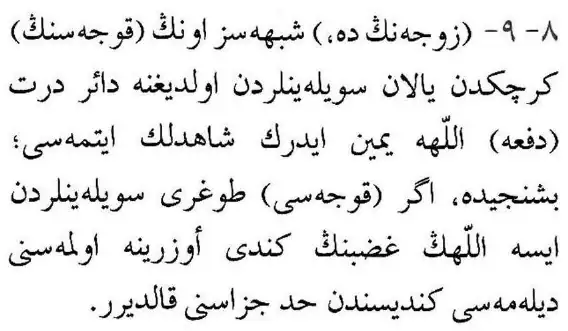 ٨- ٩- (زوجه‌نڭ ده،) شبهه‌سز اونڭ (قوجه‌سنڭ)
كرچكدن يالان سويله‌ينلردن اولديغنه دائر درت
(دفعه) اللّٰهه يمين ايدرك شاهدلك ايتمه‌سى؛
بشنجيده، اگر (قوجه‌سى) طوغرى سويله‌ينلردن
ايسه اللّٰهڭ غضبنڭ كندى أوزرينه اولمه‌سنى
ديله‌مه‌سى كنديسندن حد جزاسنى قالديرر.